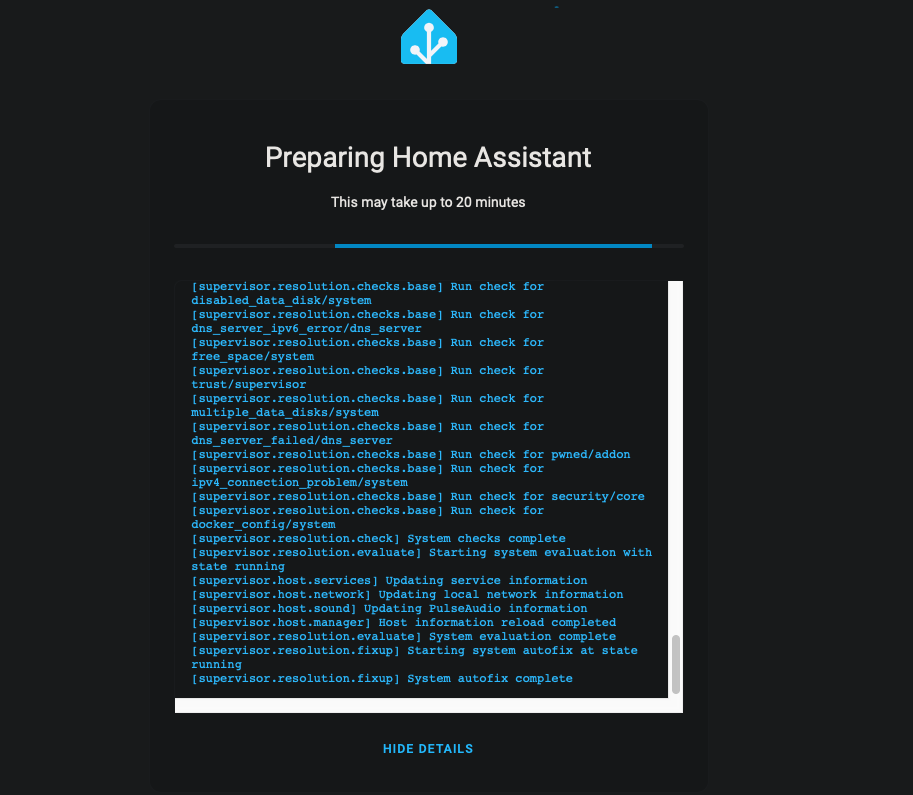 Preparing Home Assistant
This may take up to 20 minutes
[supervisor.resolution.checks.base] Run check for
disabled_data_disk/system
[supervisor.resolution.checks.base] Run check for
dns_server_ipv6_error/dns_server
[supervisor.resolution.checks.base] Run check for
free_space/system
[supervisor.resolution.checks.base] Run check for
trust/supervisor
[supervisor.resolution.checks.base] Run check for
multiple_data_disks/system
[supervisor.resolution.checks.base] Run check for
dns_server_failed/dns_server
[supervisor.resolution.checks.base] Run check for pwned/addon
[supervisor.resolution.checks.base] Run check for
ipv4_connection_problem/system
[supervisor.resolution.checks.base] Run check for security/core
[supervisor.resolution.checks.base] Run check for
docker_config/system
[supervisor.resolution.check] System checks complete
[supervisor.resolution.evaluate] Starting system evaluation with
state running
[supervisor.host.services] Updating service information
[supervisor.host.network] Updating local network information
[supervisor.host.sound] Updating PulseAudio information
[supervisor.host.manager] Host information reload completed
[supervisor.resolution.evaluate] System evaluation complete
[supervisor.resolution.fixup] Starting system autofix at state
running
[supervisor.resolution.fixup] System autofix complete
HIDE DETAILS